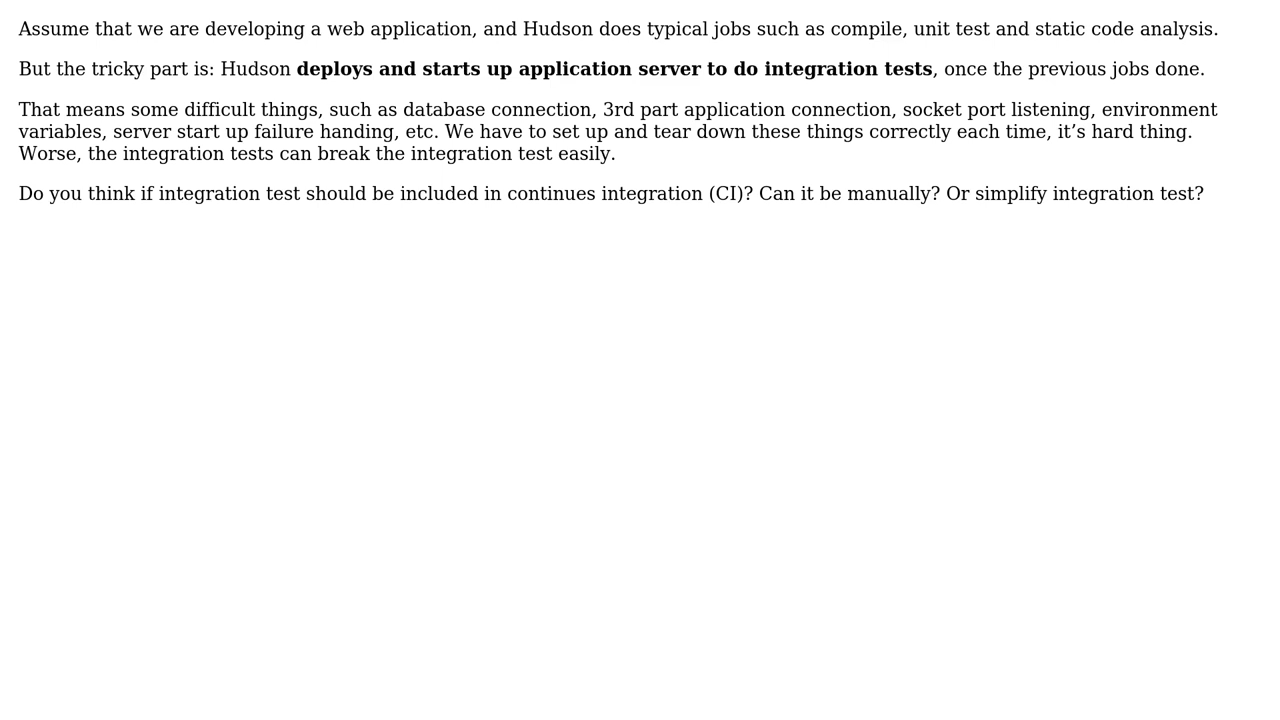 Assume that we are developing a web application, and Hudson does typical jobs such as compile, unit test and static code analysis.
But the tricky part is: Hudson deploys and starts up application server to do integration tests, once the previous jobs done.
That means some difficult things, such as database connection, 3rd part application connection, socket port listening, environment
variables, server start up failure handing, etc. We have to set up and tear down these things correctly each time, it’s hard thing.
Worse, the integration tests can break the integration test easily.
Do you think if integration test should be included in continues integration (CI)? Can it be manually? Or simplify integration test?